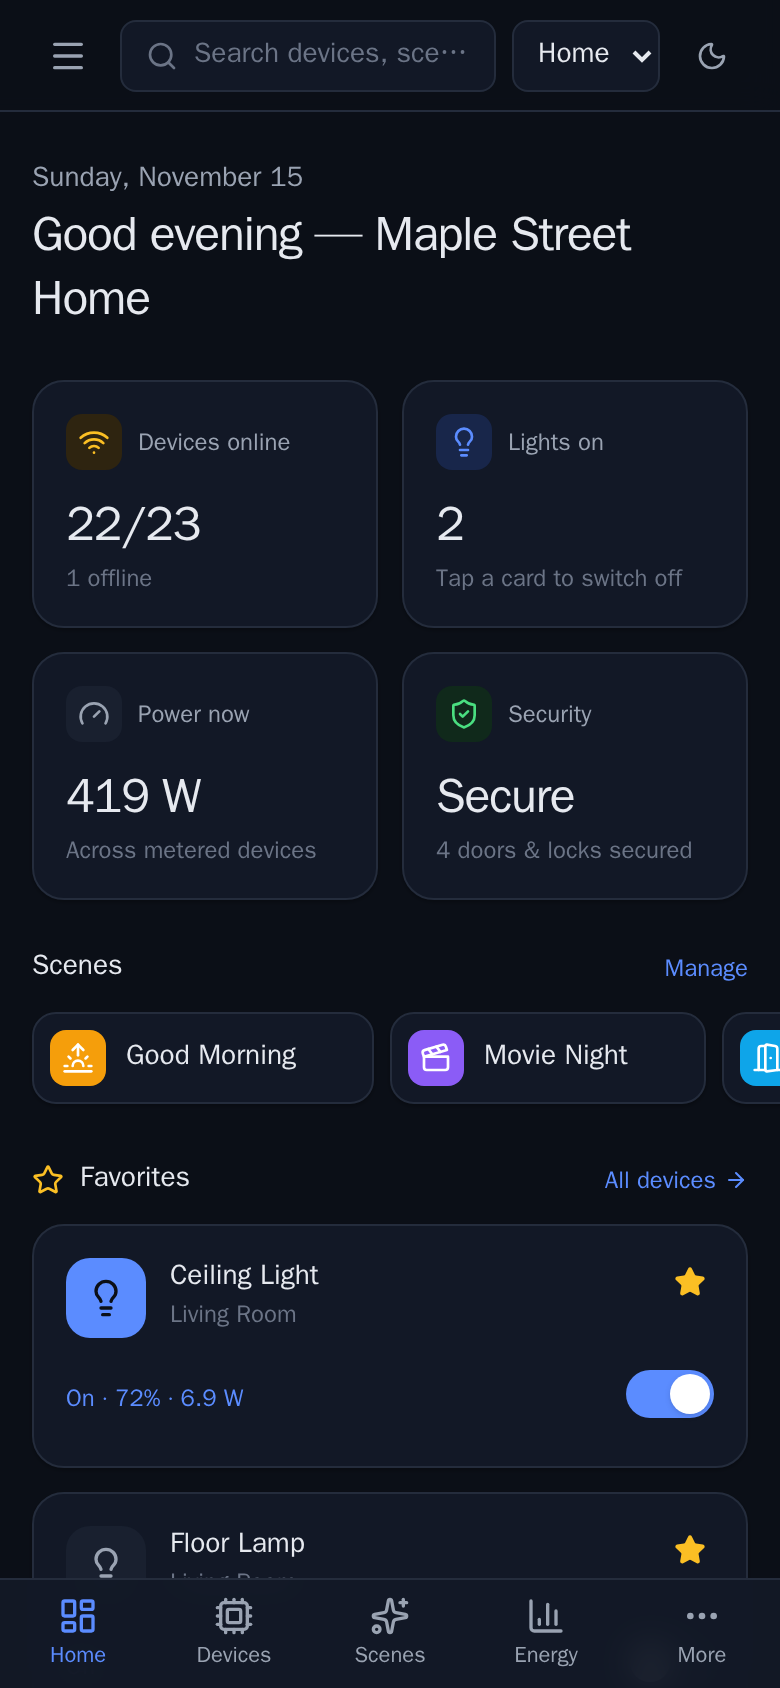 Search devices, sce···
Home
Sunday, November 15
Good evening — Maple Street
Home
Devices online
22/23
1 offline
Lights on
2
Tap a card to switch off
Power now
419 W
Across metered devices
Security
Secure
4 doors & locks secured
Scenes
Manage
Good Morning
Movie Night
Favorites
All devices →
Ceiling Light
Living Room
On · 72% · 6.9 W
Floor Lamp
Living Room
Home
Devices
Scenes
Energy
More